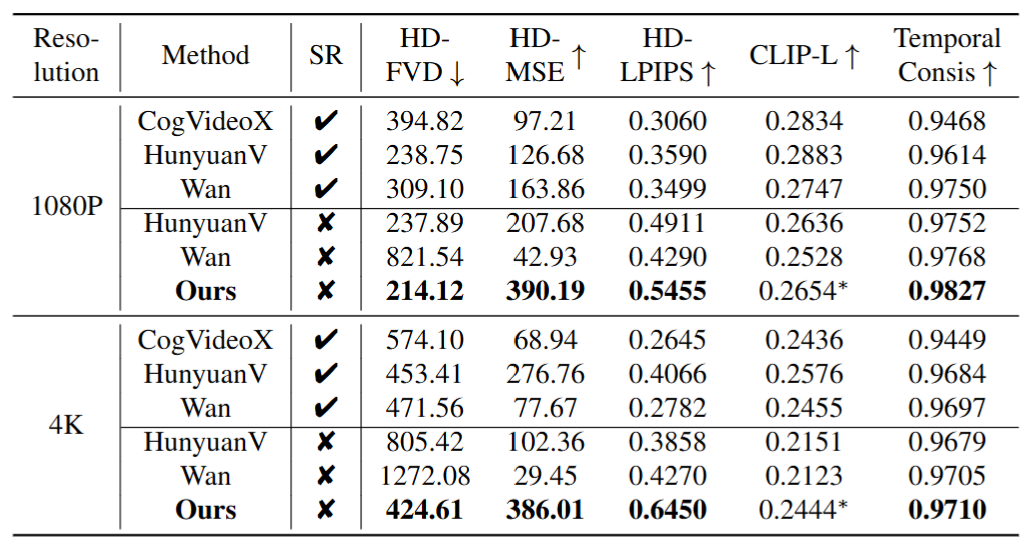 Reso-lution Method SR HD-FVD ↓ HD-MSE ↑ HD-LPIPS ↑ CLIP-L ↑ Temporal Consis ↑
1080P
CogVideoX ✔ 394.82 97.21 0.3060 0.2834 0.9468
HunyuanV ✔ 238.75 126.68 0.3590 0.2883 0.9614
Wan ✔ 309.10 163.86 0.3499 0.2747 0.9750
HunyuanV ✘ 237.89 207.68 0.4911 0.2636 0.9752
Wan ✘ 821.54 42.93 0.4290 0.2528 0.9768
Ours ✘ 214.12 390.19 0.5455 0.2654* 0.9827
4K
CogVideoX ✔ 574.10 68.94 0.2645 0.2436 0.9449
HunyuanV ✔ 453.41 276.76 0.4066 0.2576 0.9684
Wan ✔ 471.56 77.67 0.2782 0.2455 0.9697
HunyuanV ✘ 805.42 102.36 0.3858 0.2151 0.9679
Wan ✘ 1272.08 29.45 0.4270 0.2123 0.9705
Ours ✘ 424.61 386.01 0.6450 0.2444* 0.9710